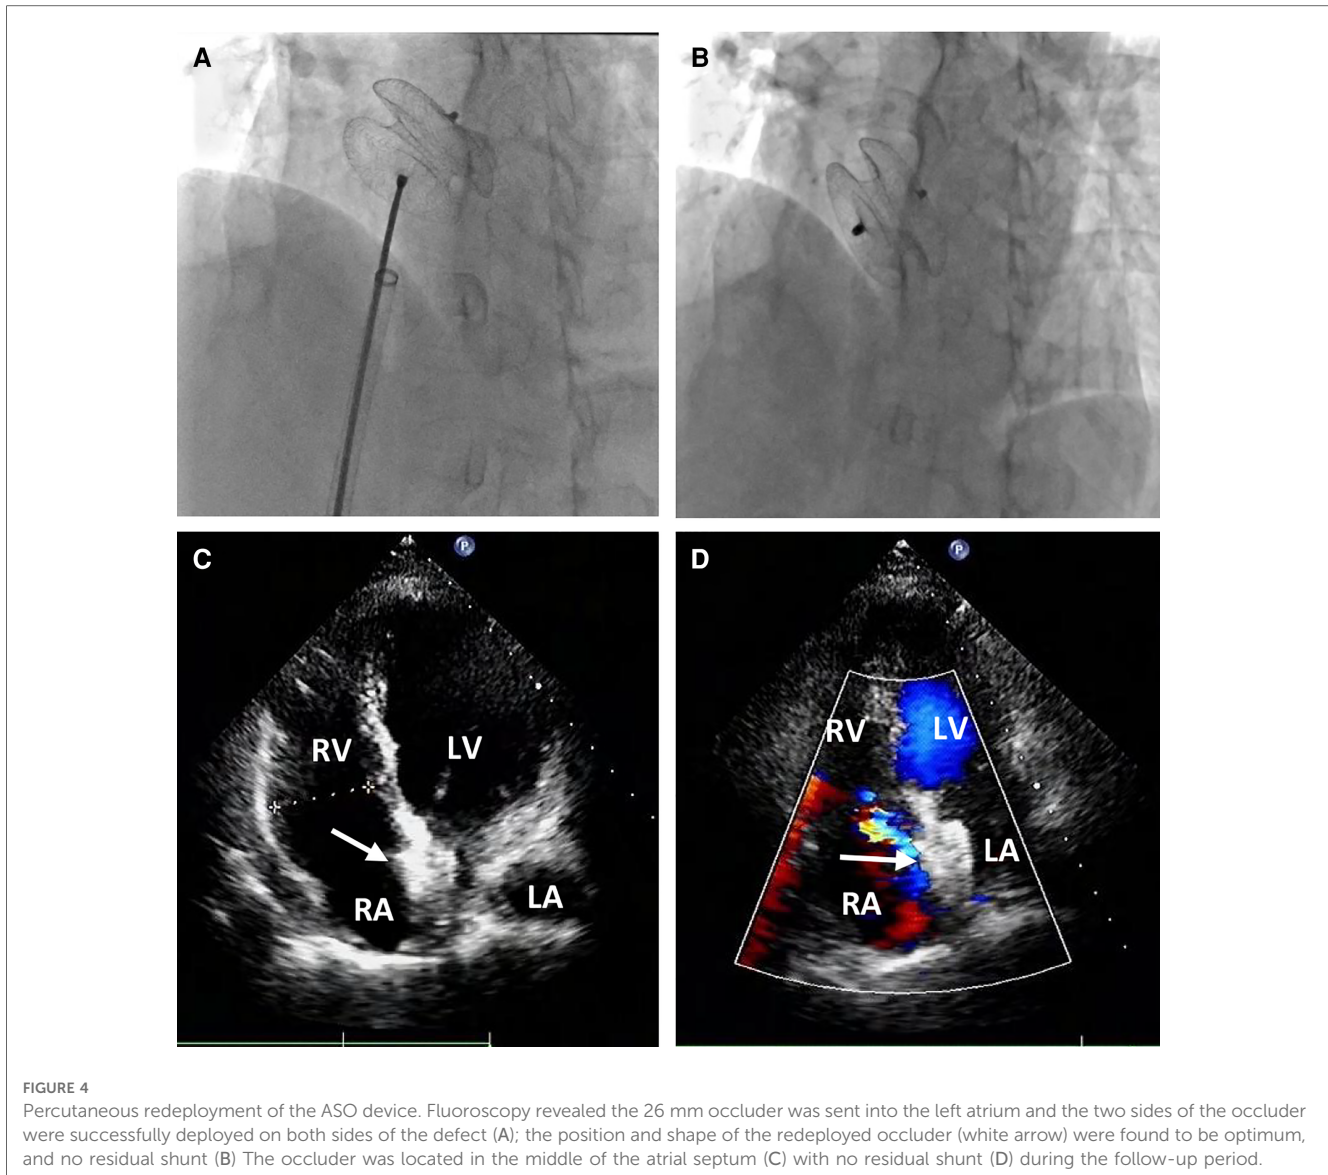 A
B
C
P
RV
LV
RA
LA
D
P
RV
LV
LA
RA
FIGURE 4
Percutaneous redeployment of the ASO device. Fluoroscopy revealed the 26 mm occluder was sent into the left atrium and the two sides of the occluder
were successfully deployed on both sides of the defect (A); the position and shape of the redeployed occluder (white arrow) were found to be optimum,
and no residual shunt (B) The occluder was located in the middle of the atrial septum (C) with no residual shunt (D) during the follow-up period.